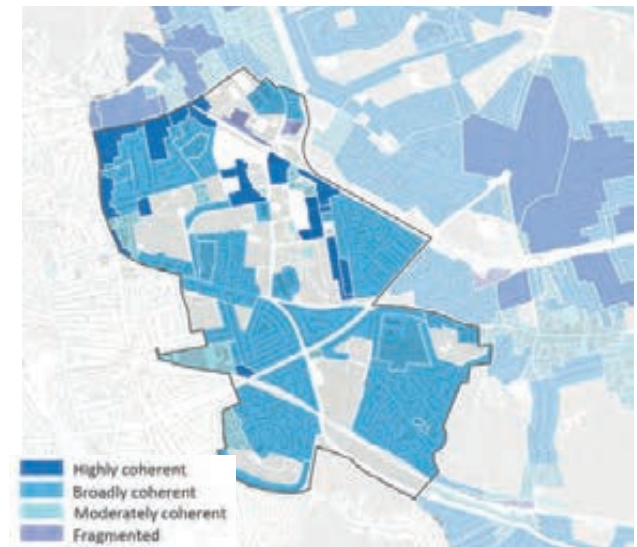 Highly coherent
Broadly coherent
Moderately coherent
Fragmented